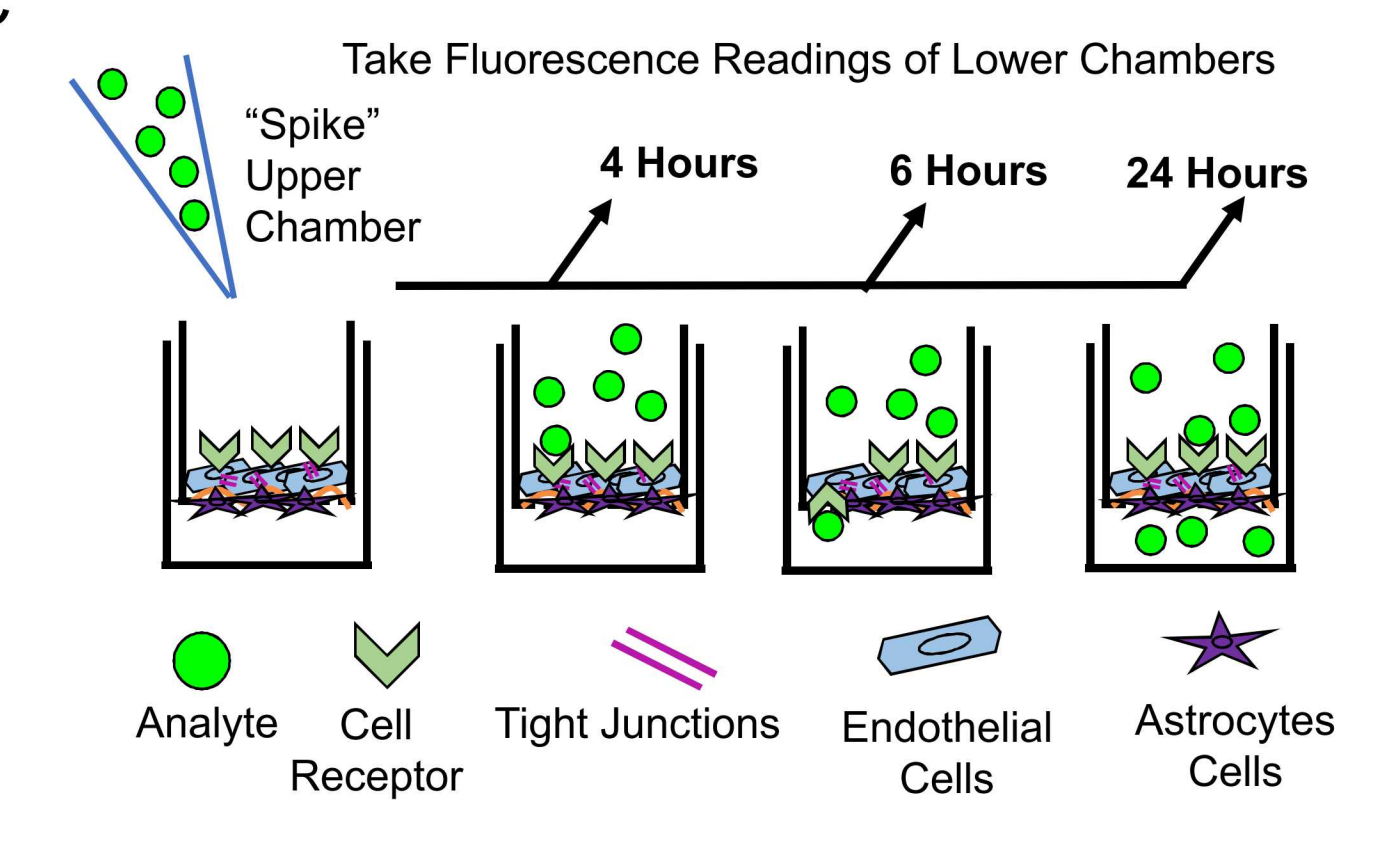 Take Fluorescence Readings of Lower Chambers
“Spike”
Upper
Chamber
4 Hours
6 Hours
24 Hours
Analyte
Cell
Receptor
Tight Junctions
Endothelial
Cells
Astrocytes
Cells